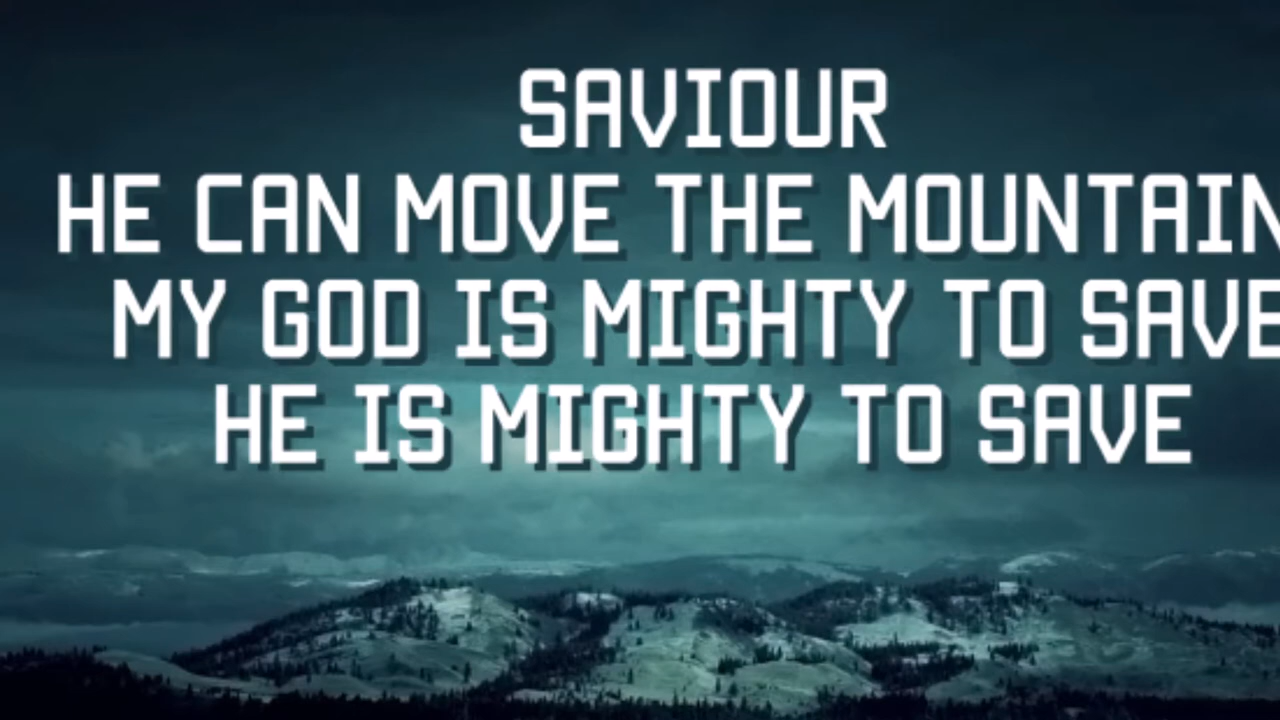 SAVIOUR
HE CAN MOVE THE MOUNTAIN
MY GOD IS MIGHTY TO SAVE
HE IS MIGHTY TO SAVE